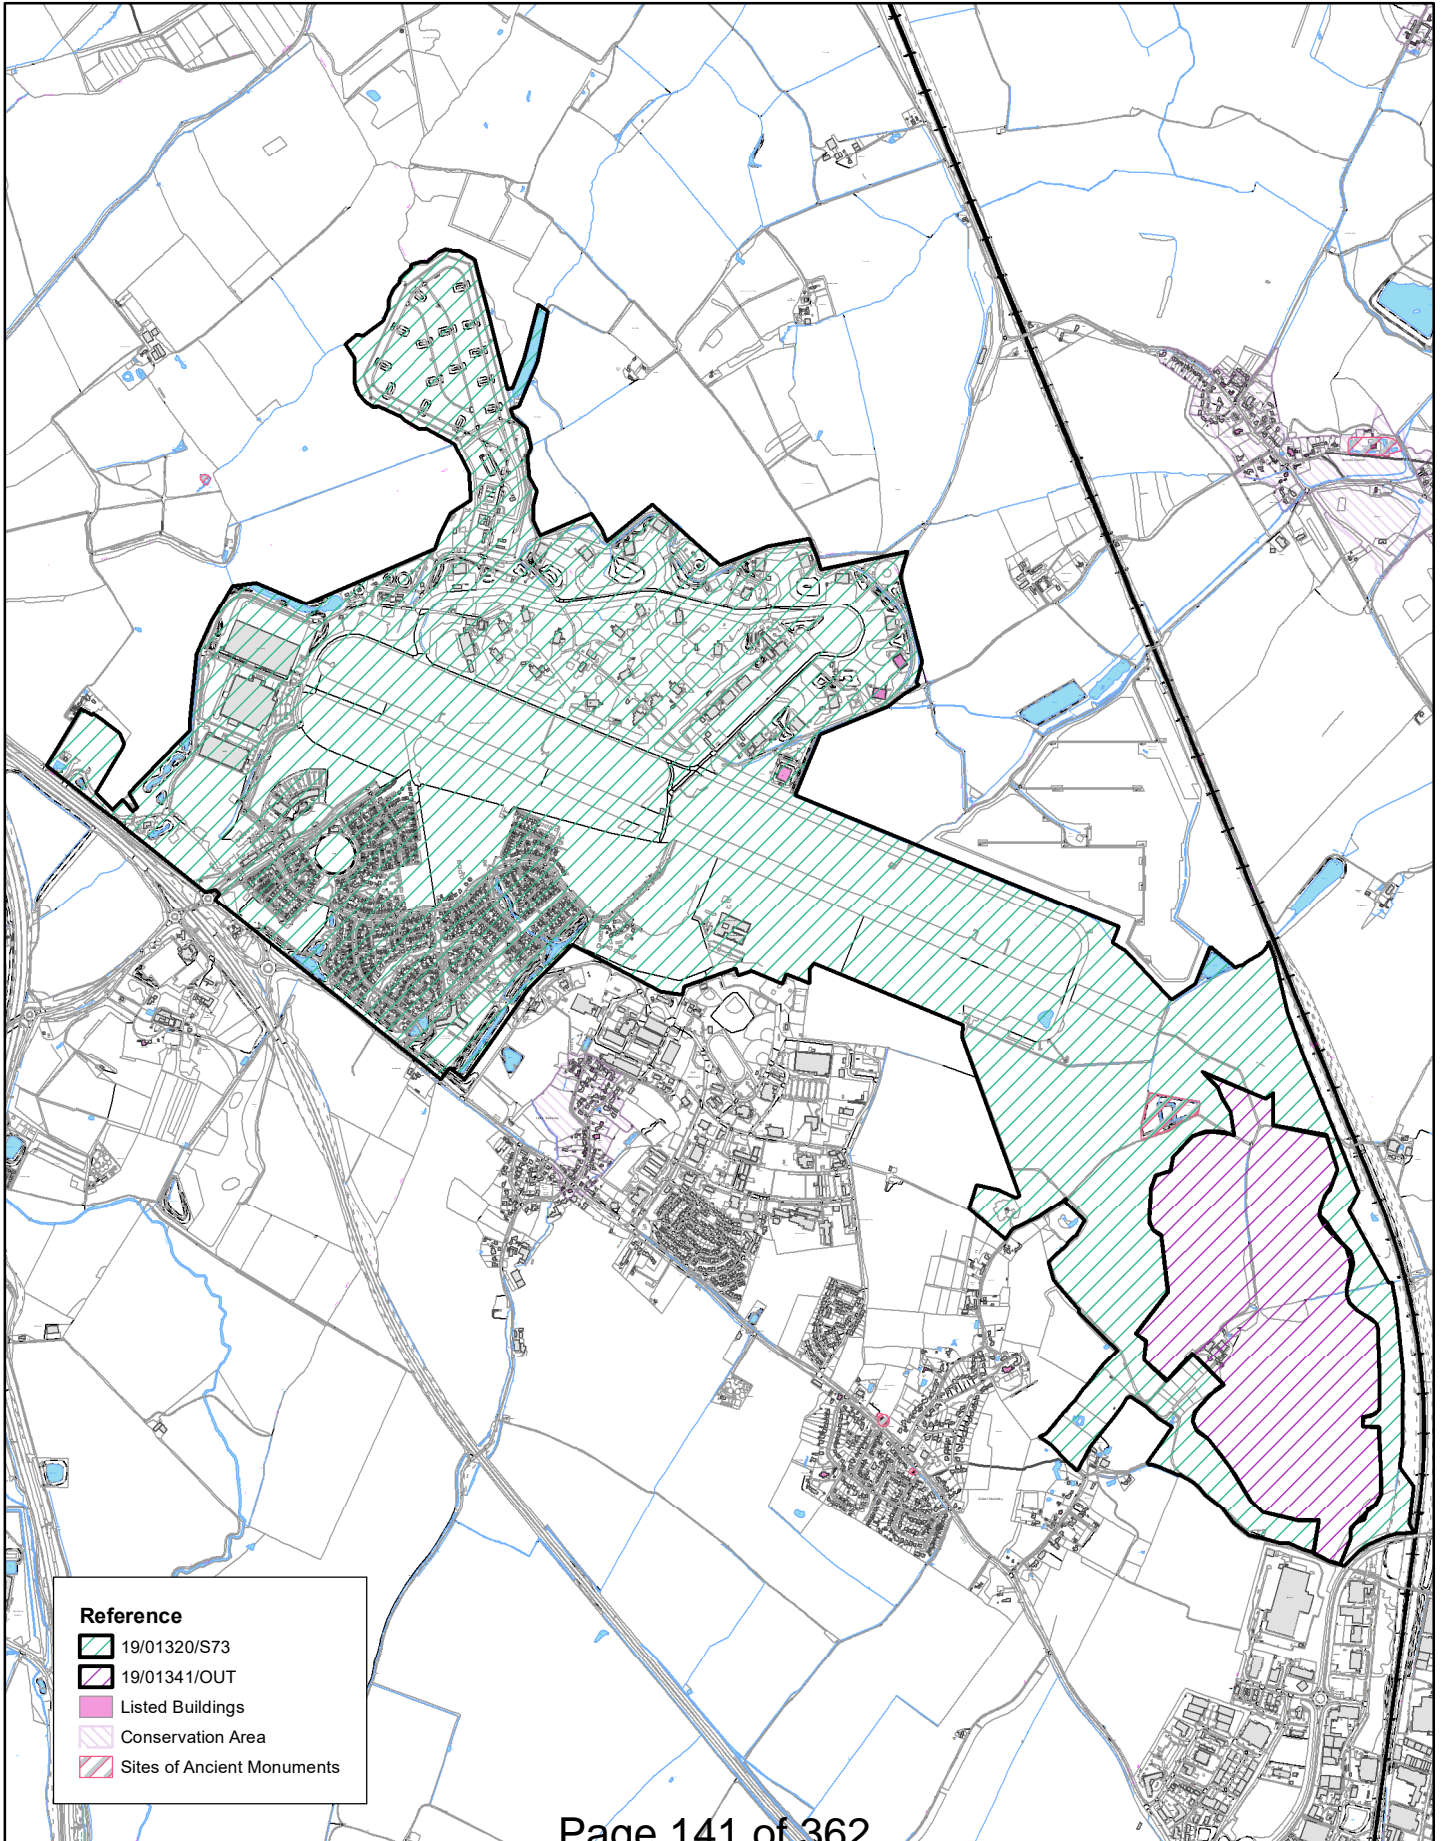 Reference
19/01320/S73
19/01341/OUT
Listed Buildings
Conservation Area
Sites of Ancient Monuments
Page 141 of 362